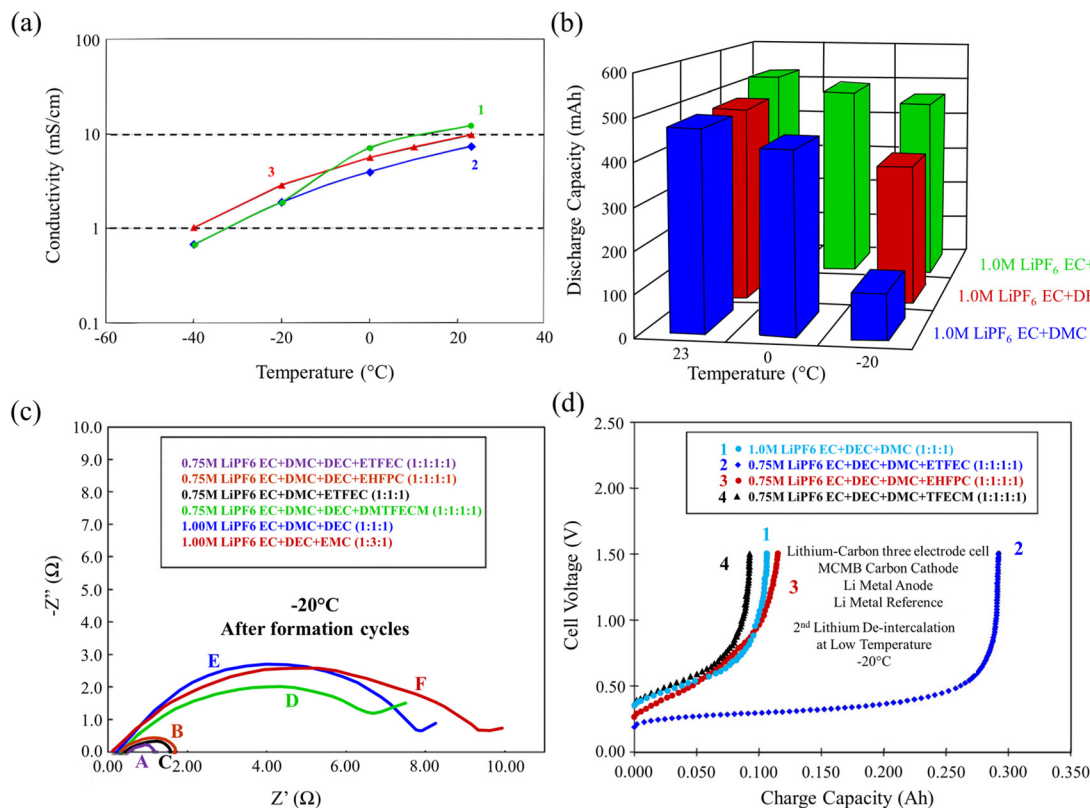 (a)
100
10
1
0.1
-60
-40
-20
0
20
40
1
2
3
Conductivity (mS/cm)
Temperature (°C)
(b)
600
500
400
300
200
100
0
Discharge Capacity (mAh)
23
0
-20
Temperature (°C)
1.0M LiPF6 EC+
1.0M LiPF6 EC+DE
1.0M LiPF6 EC+DMC
(c)
10.0
9.0
8.0
7.0
6.0
5.0
4.0
3.0
2.0
1.0
0.0
-Z" (Ω)
0.75M LiPF6 EC+DMC+DEC+ETFEC (1:1:1:1)
0.75M LiPF6 EC+DMC+DEC+EHFPC (1:1:1:1)
0.75M LiPF6 EC+DMC+ETFEC (1:1:1)
0.75M LiPF6 EC+DMC+DEC+DMTFECM (1:1:1:1)
1.00M LiPF6 EC+DMC+DEC (1:1:1)
1.00M LiPF6 EC+DEC+EMC (1:3:1)
-20°C
After formation cycles
E
F
D
B
A
C
0.00
2.00
4.00
6.00
8.00
10.00
Z' (Ω)
(d)
2.50
2.00
1.50
1.00
0.50
0.00
Cell Voltage (V)
1 1.0M LiPF6 EC+DEC+DMC (1:1:1)
2 0.75M LiPF6 EC+DEC+DMC+ETFEC (1:1:1:1)
3 0.75M LiPF6 EC+DEC+DMC+EHFPC (1:1:1:1)
4 0.75M LiPF6 EC+DEC+DMC+TFECM (1:1:1:1)
1
4
3
2
Lithium-Carbon three electrode cell
MCMB Carbon Cathode
Li Metal Anode
Li Metal Reference
2nd Lithium De-intercalation
at Low Temperature
-20°C
0.000
0.050
0.100
0.150
0.200
0.250
0.300
0.350
Charge Capacity (Ah)